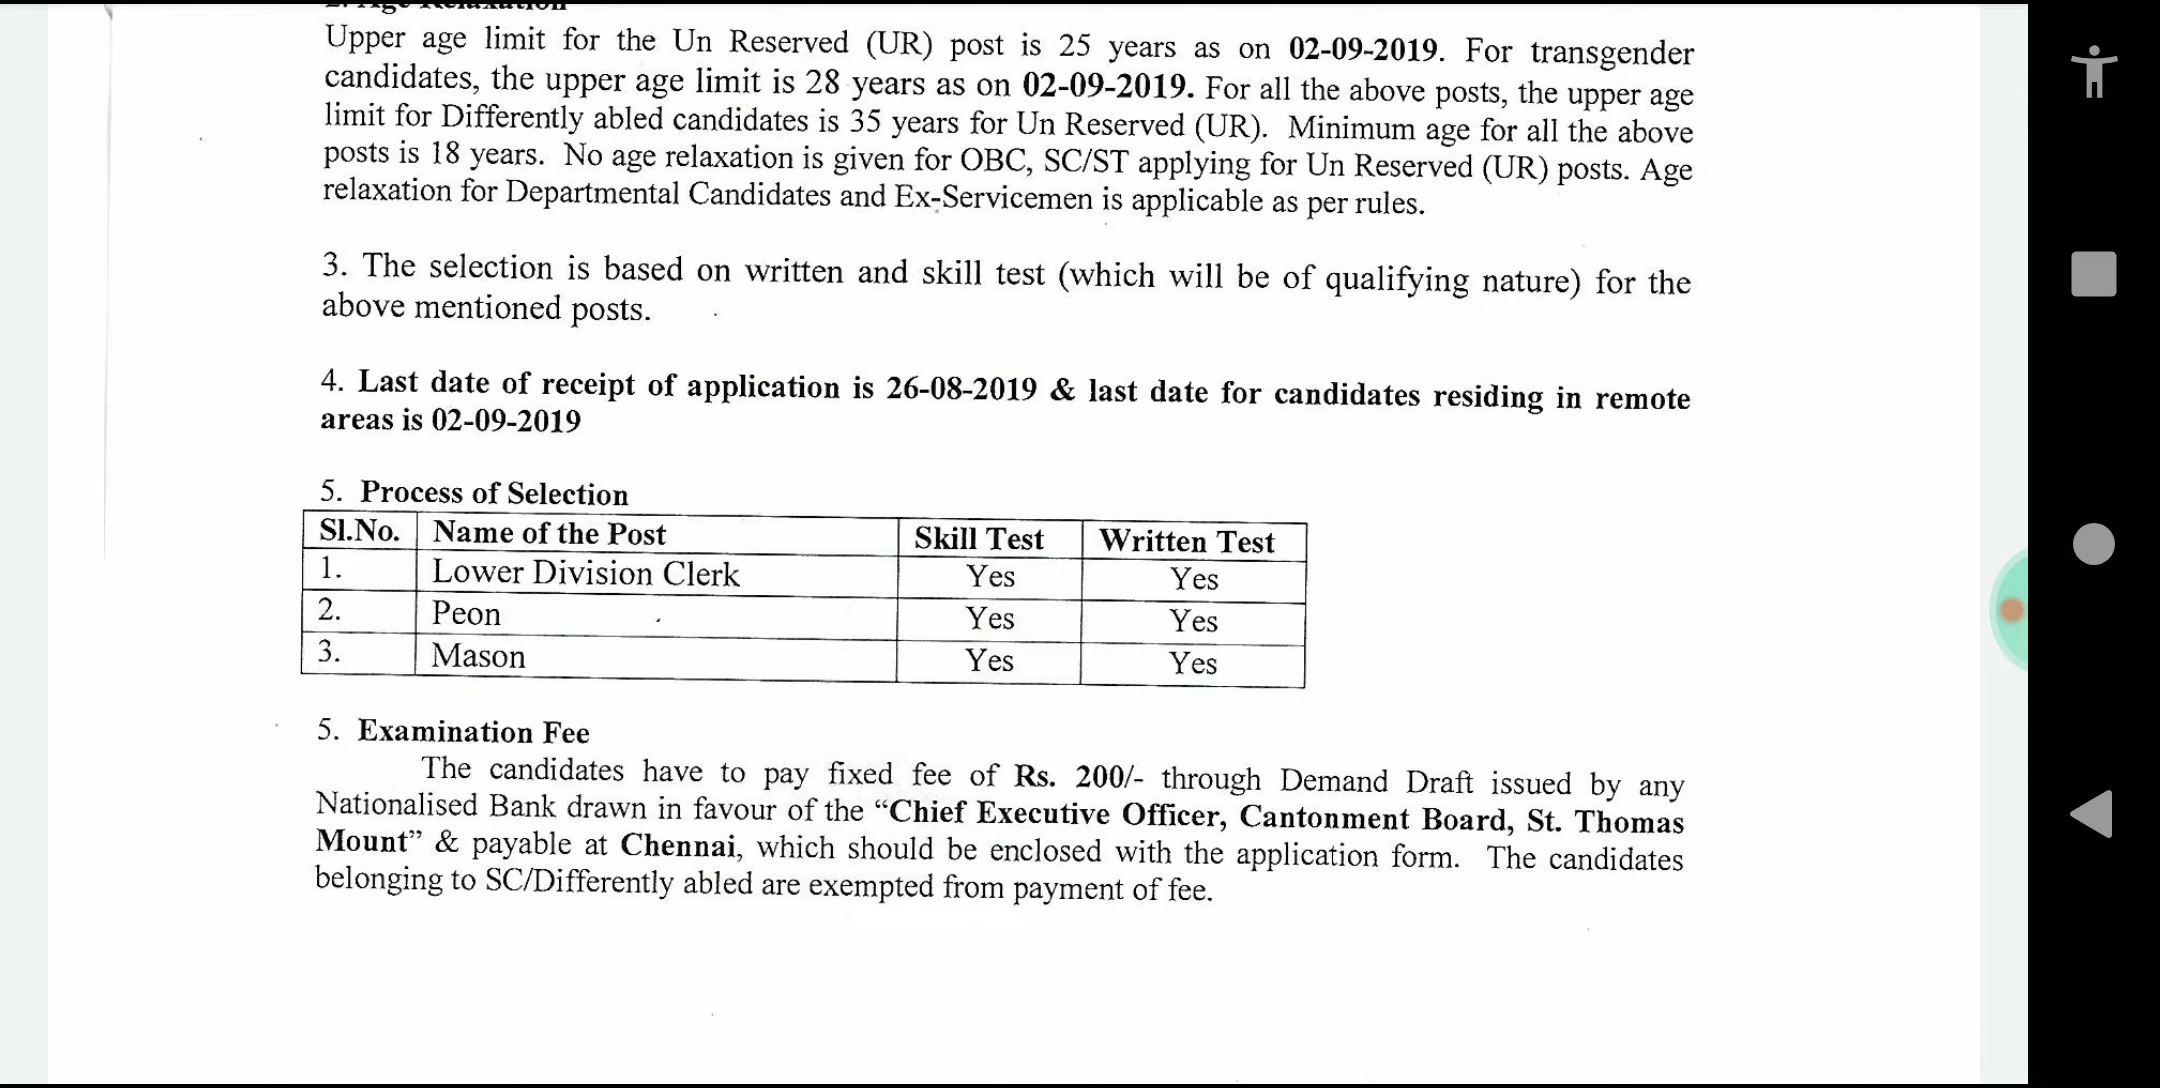 2. Age Relaxation
Upper age limit for the Un Reserved (UR) post is 25 years as on 02-09-2019. For transgender
candidates, the upper age limit is 28 years as on 02-09-2019. For all the above posts, the upper age
limit for Differently abled candidates is 35 years for Un Reserved (UR). Minimum age for all the above
posts is 18 years. No age relaxation is given for OBC, SC/ST applying for Un Reserved (UR) posts. Age
relaxation for Departmental Candidates and Ex-Servicemen is applicable as per rules.
3. The selection is based on written and skill test (which will be of qualifying nature) for the
above mentioned posts.
4. Last date of receipt of application is 26-08-2019 & last date for candidates residing in remote
areas is 02-09-2019
5. Process of Selection
Sl.No. Name of the Post Skill Test Written Test
1. Lower Division Clerk Yes Yes
2. Peon Yes Yes
3. Mason Yes Yes
5. Examination Fee
The candidates have to pay fixed fee of Rs. 200/- through Demand Draft issued by any
Nationalised Bank drawn in favour of the “Chief Executive Officer, Cantonment Board, St. Thomas
Mount” & payable at Chennai, which should be enclosed with the application form. The candidates
belonging to SC/Differently abled are exempted from payment of fee.